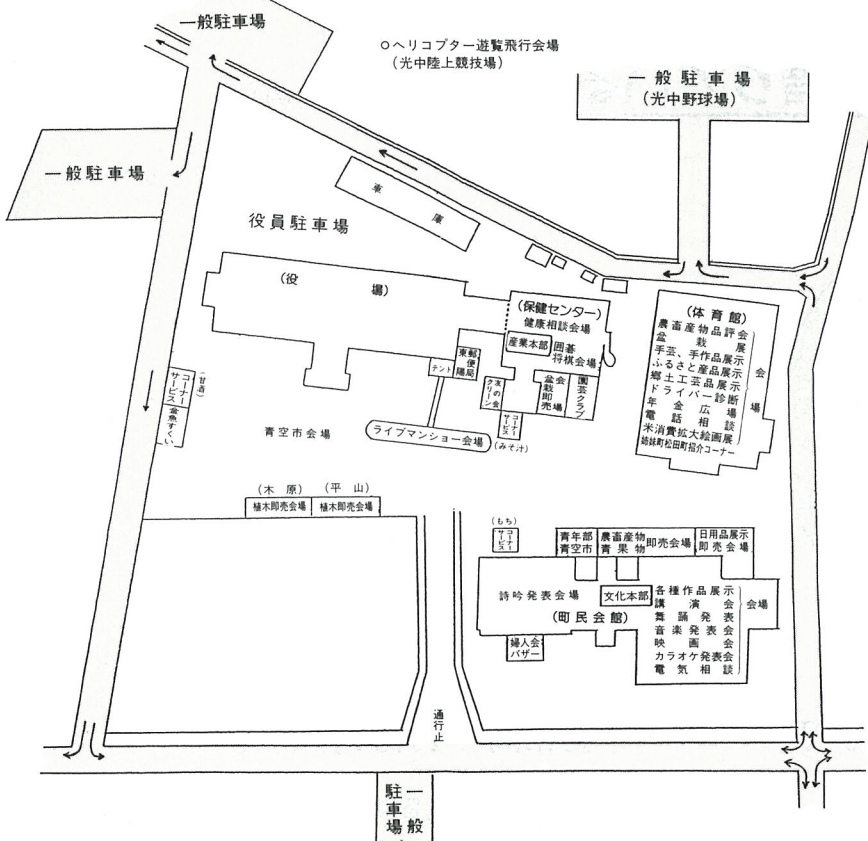 一般駐車場
○ヘリコプター遊覧飛行会場
(光中陸上競技場)
一般駐車場
(光中野球場)
一般駐車場
車庫
役員駐車場
(役場)
(保健センター)
健康相談会場
産業本部
囲碁
将棋会場
東陽
郵便局
テント
友の会
クリーン
盆栽
即売
会場
園芸クラブ
コーナー
サービス
(みそ汁)
(体育館)
農畜産物品評会
盆栽展
手芸、手作品展示
ふるさと産品展示
郷土工芸品展示
ドライバー診断
年金広場
電話相談
米消費拡大絵画展
姉妹町松田町紹介コーナー
会場
コーナー
サービス
(甘酒)
金魚すくい
青空市会場
ライブマンショー会場
(木原)
(平山)
植木即売会場
植木即売会場
(もち)
コーナー
サービス
青年部
青空市
農畜産物
青果物
即売会場
日用品展示
即売会場
詩吟発表会場
文化本部
(町民会館)
各種作品展示
講演会
舞踊発表
音楽発表会
映画会
カラオケ発表会
電気相談
会場
婦人会
バザー
通行止
一般
駐車場